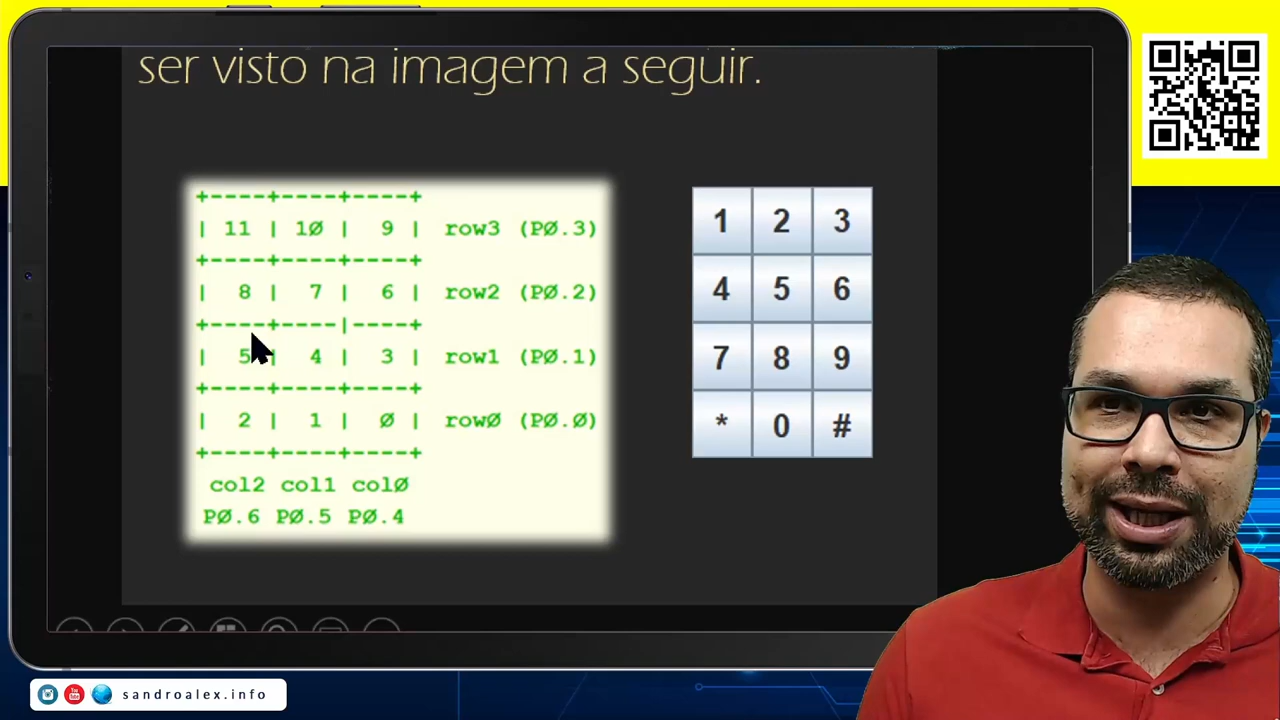 ser visto na imagem a seguir.
+----+----+----+
| 11 | 1Ø | 9 | row3 (PØ.3)
+----+----+----+
| 8 | 7 | 6 | row2 (PØ.2)
+----+----|----+
| 5 | 4 | 3 | row1 (PØ.1)
+----+----+----+
| 2 | 1 | Ø | rowØ (PØ.Ø)
+----+----+----+
col2 col1 colØ
PØ.6 PØ.5 PØ.4
1 2 3
4 5 6
7 8 9
* 0 #
sandroalex.info